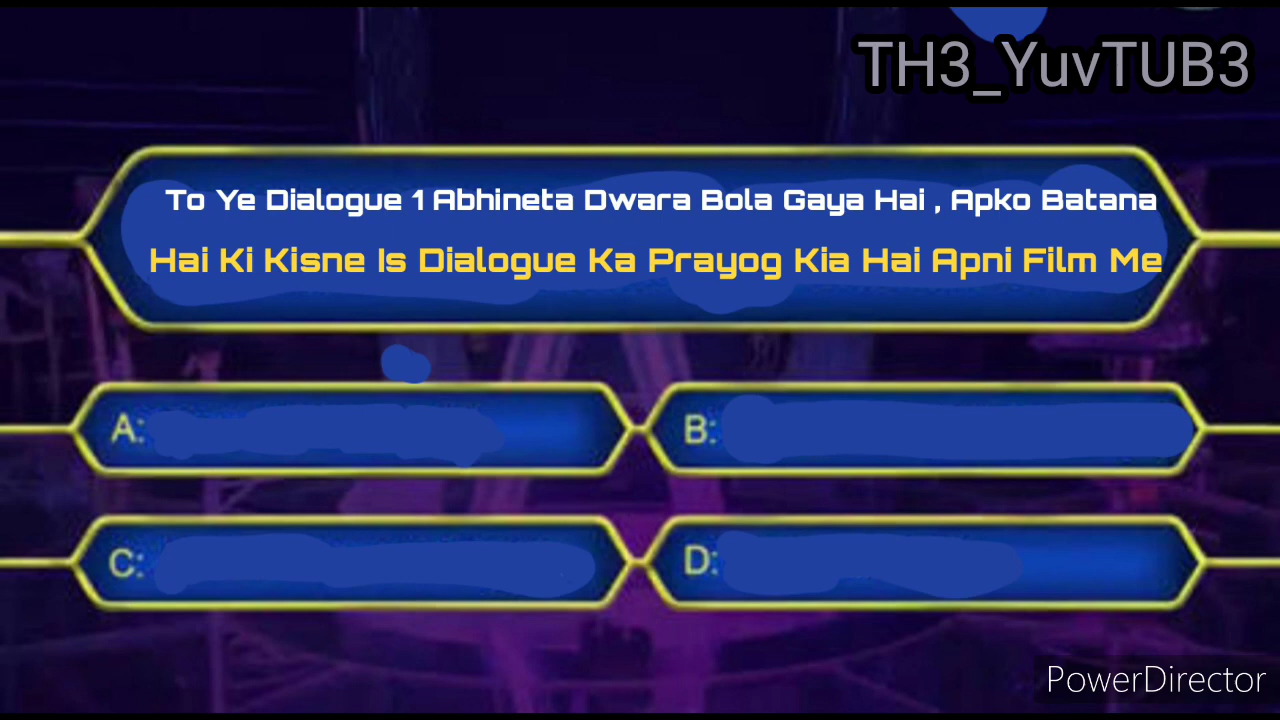 TH3_YuvTUB3
To Ye Dialogue 1 Abhineta Dwara Bola Gaya Hai , Apko Batana
Hai Ki Kisne Is Dialogue Ka Prayog Kia Hai Apni Film Me
A:
B:
C:
D:
PowerDirector